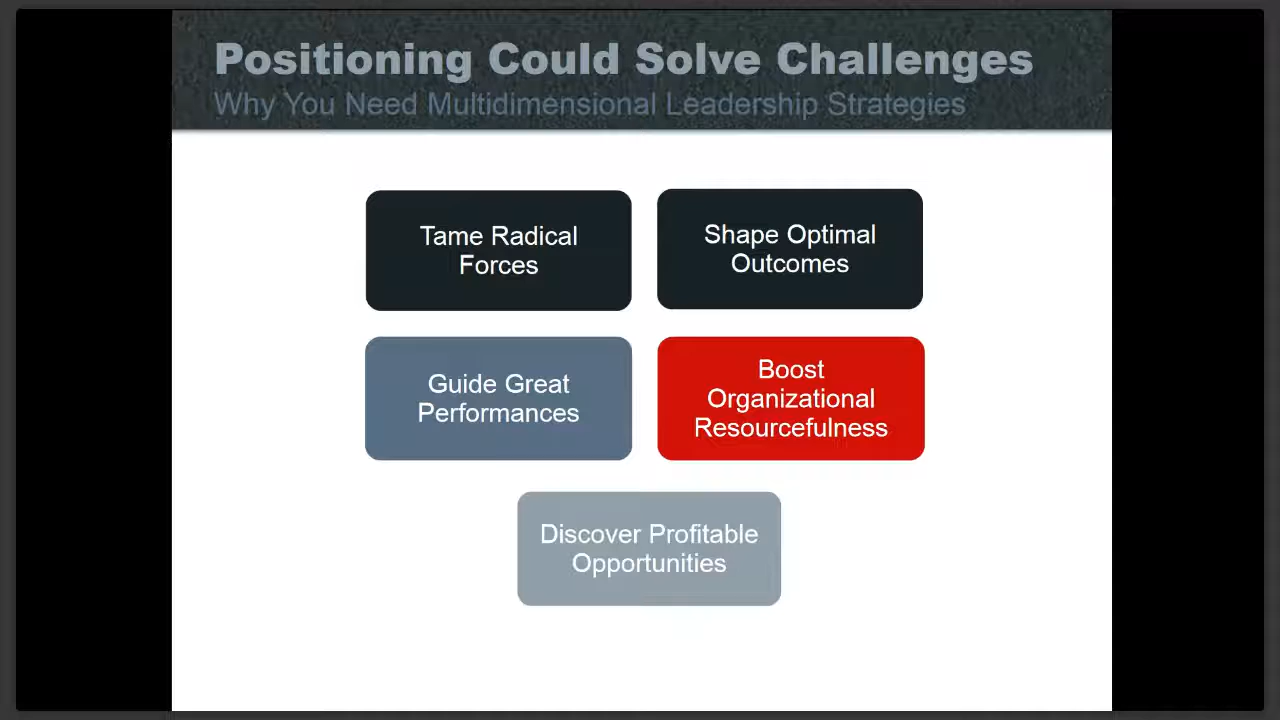 Positioning Could Solve Challenges
Why You Need Multidimensional Leadership Strategies
Tame Radical
Forces
Shape Optimal
Outcomes
Guide Great
Performances
Boost
Organizational
Resourcefulness
Discover Profitable
Opportunities